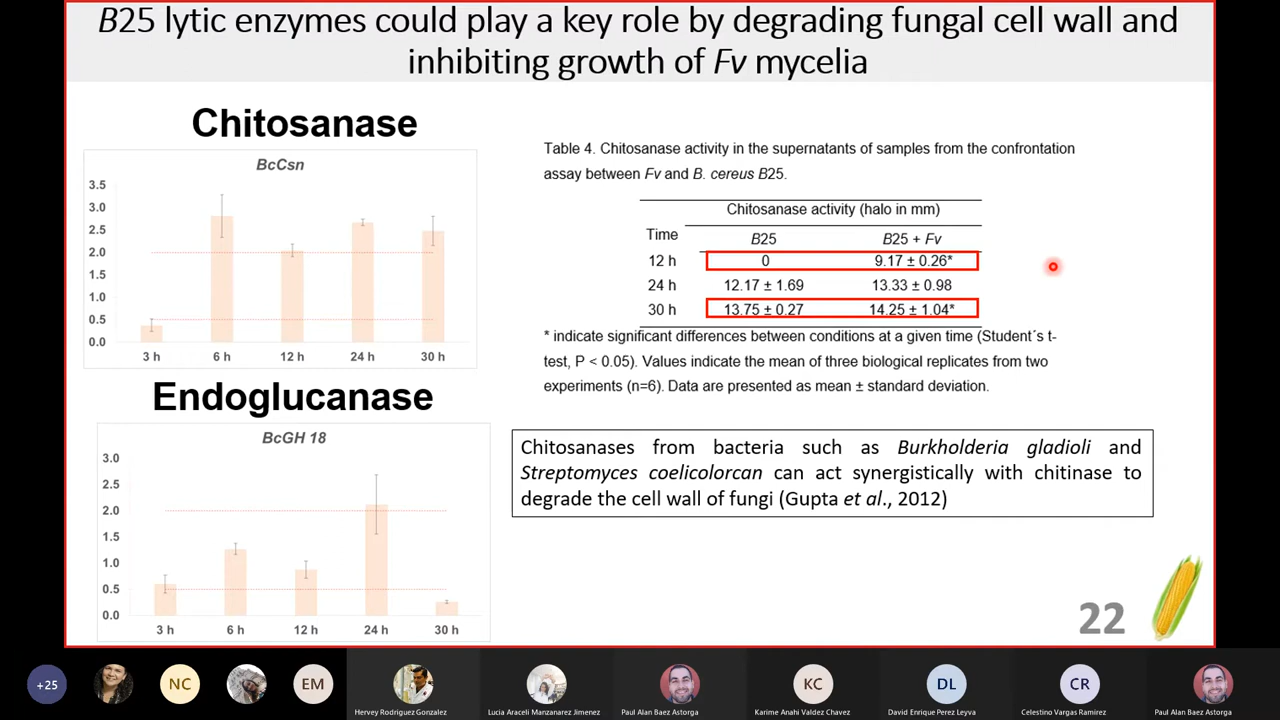 B25 lytic enzymes could play a key role by degrading fungal cell wall and
inhibiting growth of Fv mycelia
Chitosanase
BcCsn
3.5
3.0
2.5
2.0
1.5
1.0
0.5
0.0
3 h 6 h 12 h 24 h 30 h
Endoglucanase
BcGH 18
3.0
2.5
2.0
1.5
1.0
0.5
0.0
3 h 6 h 12 h 24 h 30 h
Table 4. Chitosanase activity in the supernatants of samples from the confrontation
assay between Fv and B. cereus B25.
Chitosanase activity (halo in mm)
Time B25 B25 + Fv
12 h 0 9.17 ± 0.26*
24 h 12.17 ± 1.69 13.33 ± 0.98
30 h 13.75 ± 0.27 14.25 ± 1.04*
* indicate significant differences between conditions at a given time (Student´s t-
test, P < 0.05). Values indicate the mean of three biological replicates from two
experiments (n=6). Data are presented as mean ± standard deviation.
Chitosanases from bacteria such as Burkholderia gladioli and
Streptomyces coelicolorcan can act synergistically with chitinase to
degrade the cell wall of fungi (Gupta et al., 2012)
22
+25 NC EM KC DL CR
Hervey Rodriguez Gonzalez Lucia Araceli Manzanarez Jimenez Paul Alan Baez Astorga Karime Anahi Valdez Chavez David Enrique Perez Leyva Celestino Vargas Ramirez Paul Alan Baez Astorga